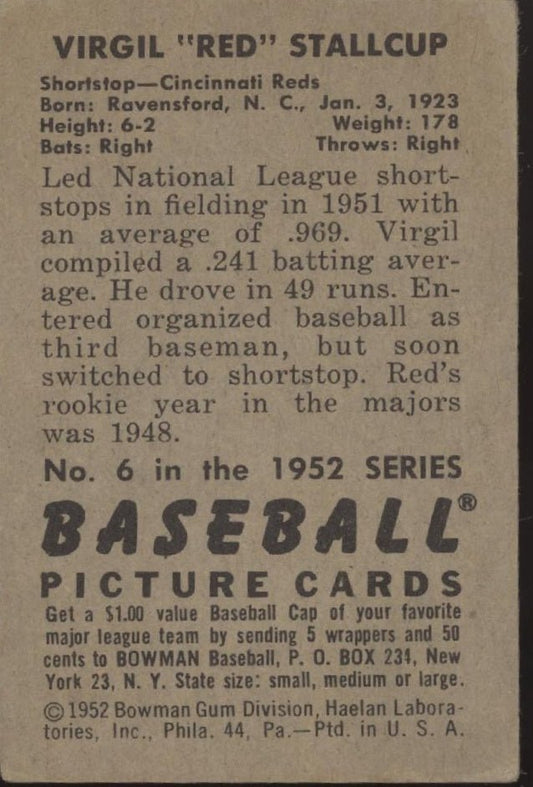 VIRGIL "RED" STALLCUP
Shortstop—Cincinnati Reds
Born: Ravensford, N. C., Jan. 3, 1923
Height: 6-2 Weight: 178
Bats: Right Throws: Right
Led National League short-
stops in fielding in 1951 with
an average of .969. Virgil
compiled a .241 batting aver-
age. He drove in 49 runs. En-
tered organized baseball as
third baseman, but soon
switched to shortstop. Red's
rookie year in the majors
was 1948.
No. 6 in the 1952 SERIES
BASEBALL®
PICTURE CARDS
Get a $1.00 value Baseball Cap of your favorite
major league team by sending 5 wrappers and 50
cents to BOWMAN Baseball, P. O. BOX 234, New
York 23, N. Y. State size: small, medium or large.
© 1952 Bowman Gum Division, Haelan Labora-
tories, Inc., Phila. 44, Pa.—Ptd. in U. S. A.